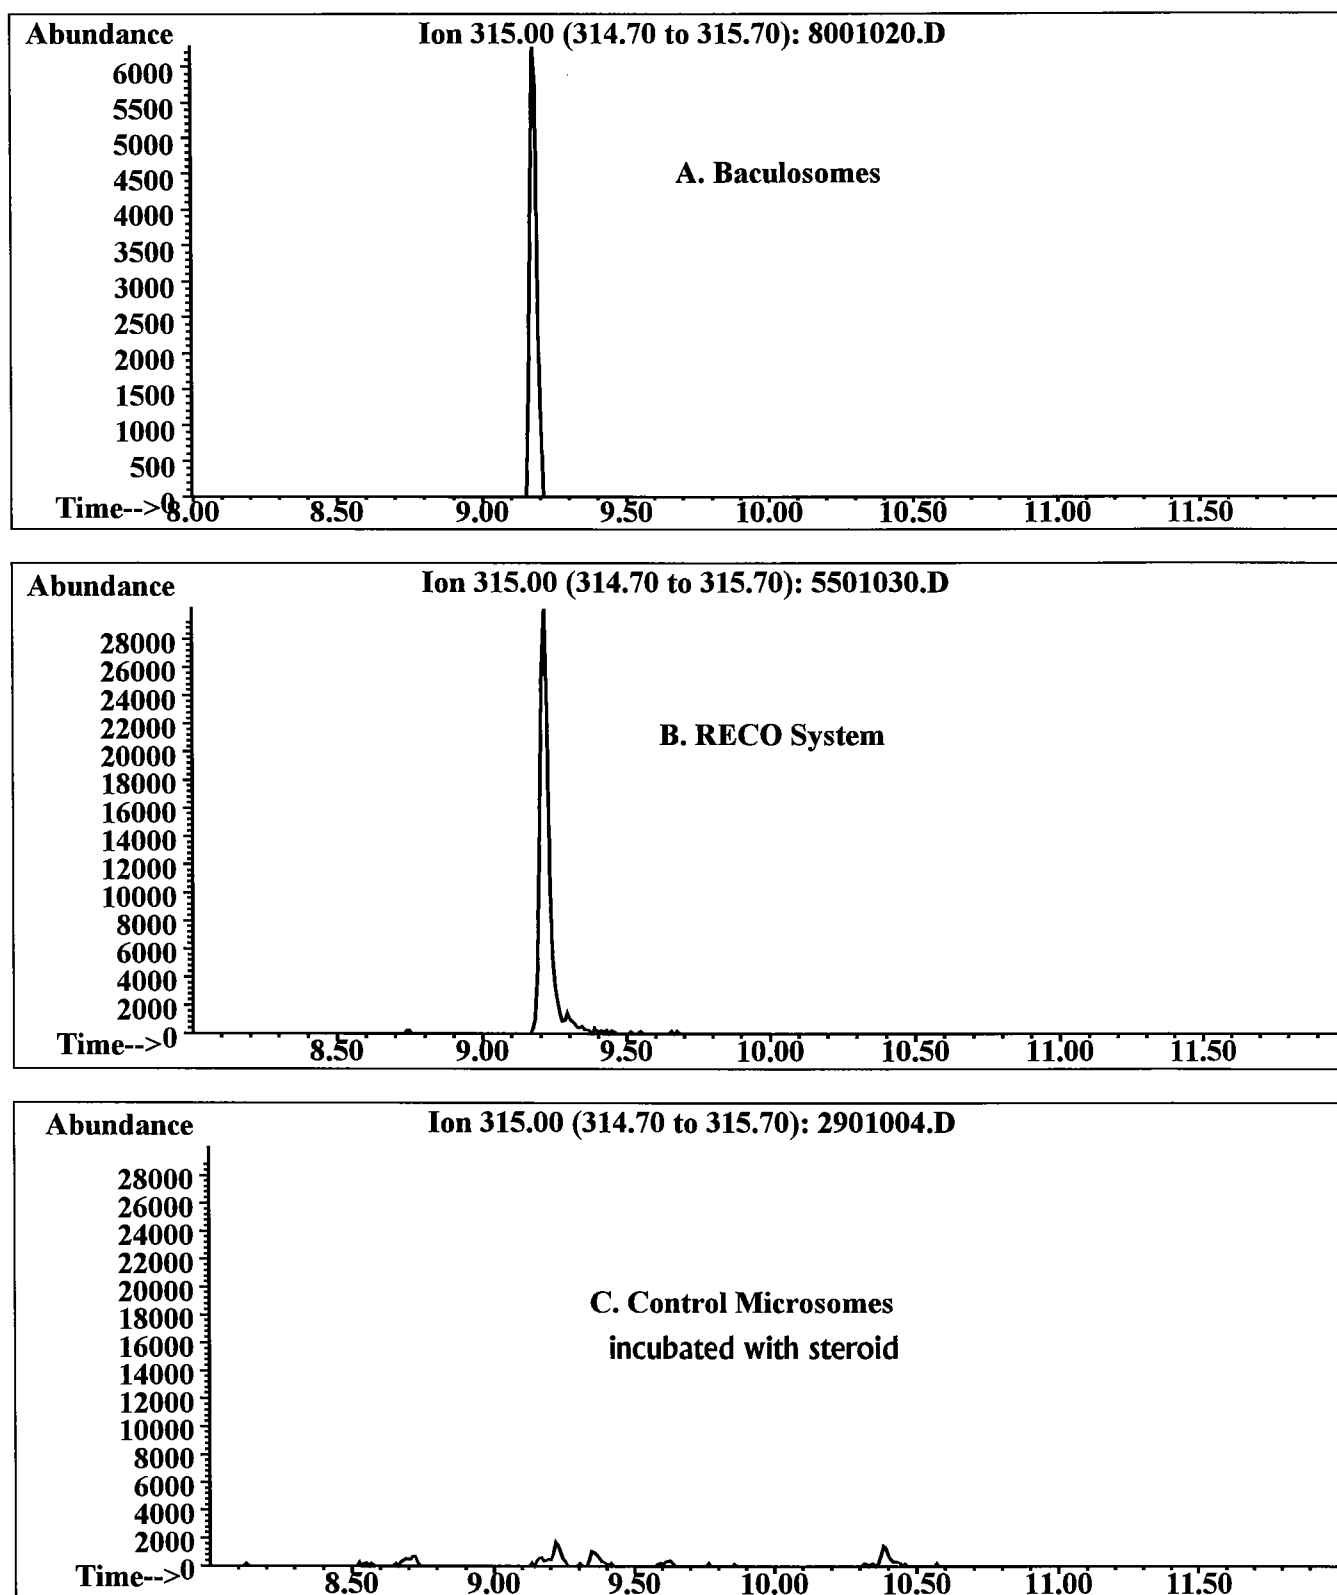 Abundance
Ion 315.00 (314.70 to 315.70): 8001020.D
6000
5500
5000
4500
4000
3500
3000
2500
2000
1500
1000
500
0
A. Baculosomes
Time-->
8.00 8.50 9.00 9.50 10.00 10.50 11.00 11.50
Abundance
Ion 315.00 (314.70 to 315.70): 5501030.D
28000
26000
24000
22000
20000
18000
16000
14000
12000
10000
8000
6000
4000
2000
0
B. RECO System
Time-->
8.50 9.00 9.50 10.00 10.50 11.00 11.50
Abundance
Ion 315.00 (314.70 to 315.70): 2901004.D
28000
26000
24000
22000
20000
18000
16000
14000
12000
10000
8000
6000
4000
2000
0
C. Control Microsomes
incubated with steroid
Time-->
8.50 9.00 9.50 10.00 10.50 11.00 11.50